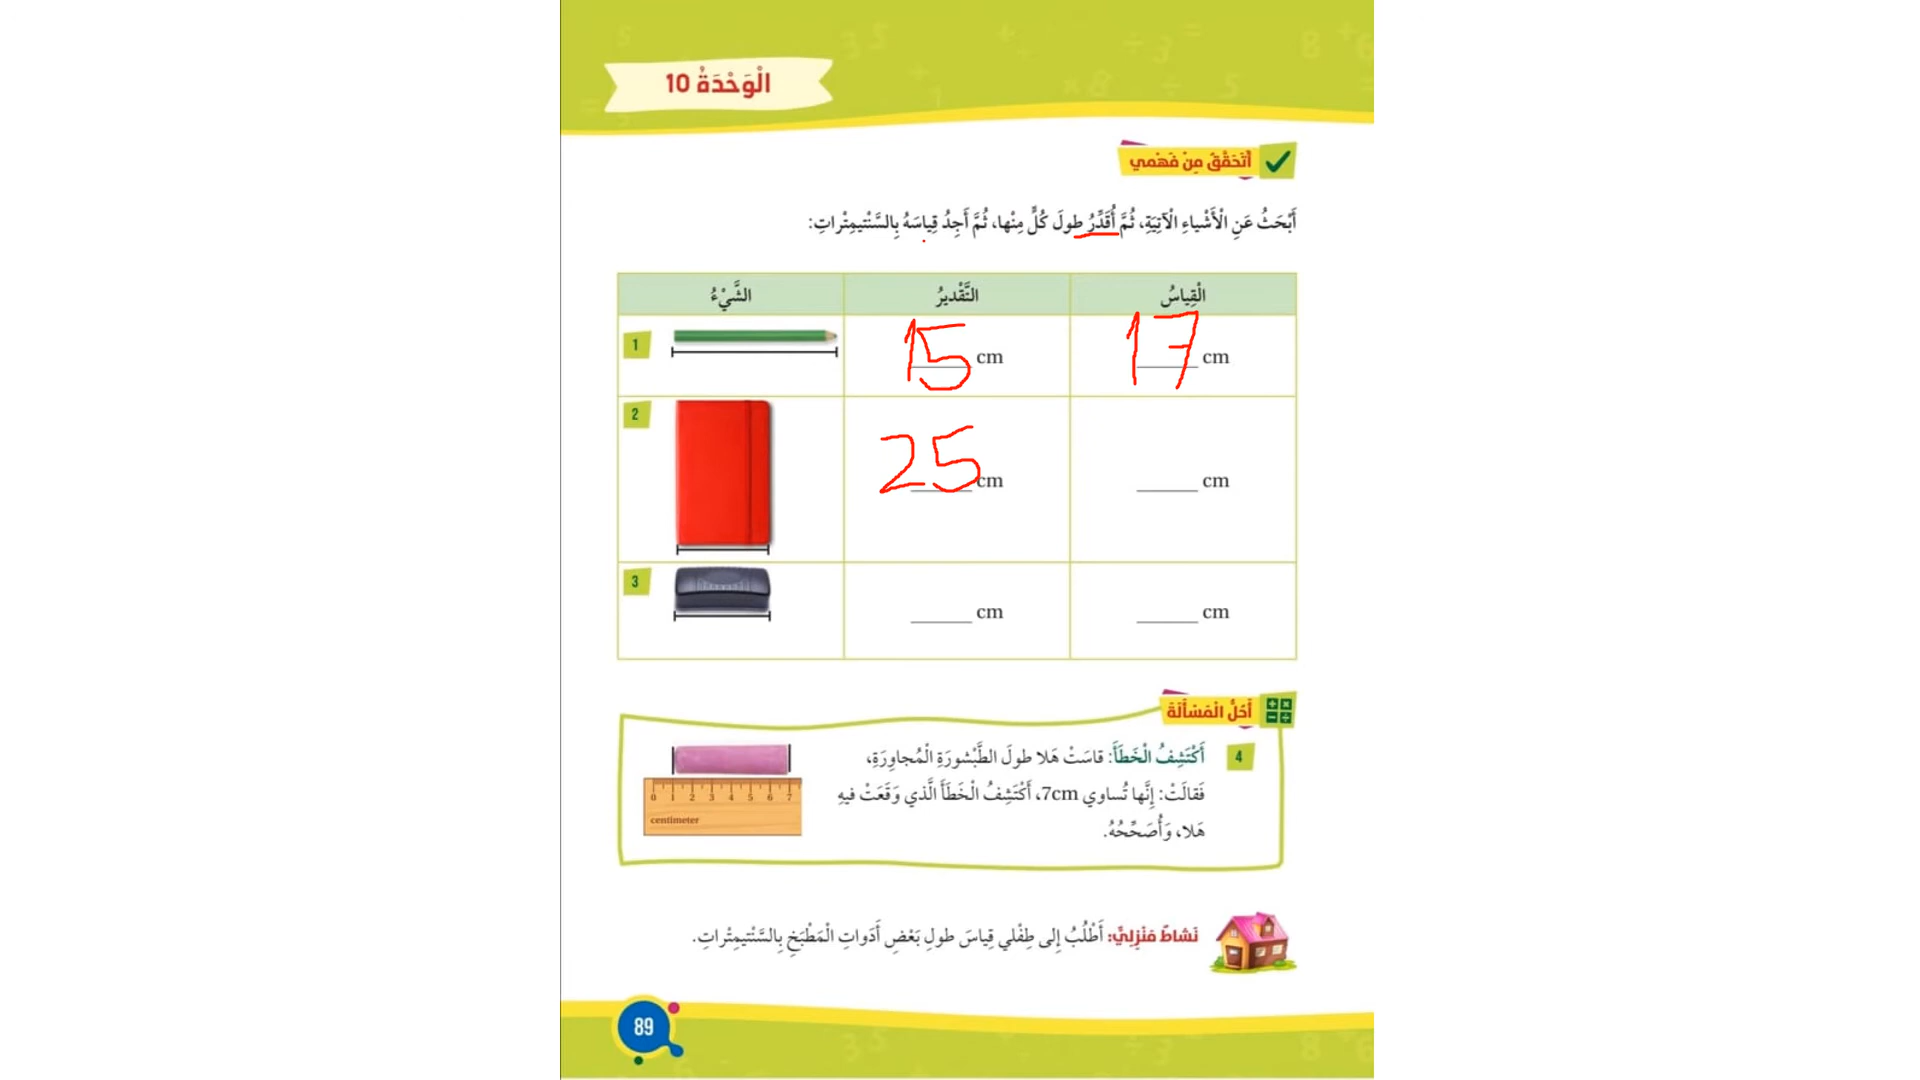 الْوَحْدَةُ 10
أَتَحَقَّقُ مِنْ فَهْمي
أَبْحَثُ عَنِ الْأَشْياءِ الْآتِيَةِ، ثُمَّ أُقَدِّرُ طولَ كُلٍّ مِنْها، ثُمَّ أَجِدُ قِياسَهُ بِالسَّنْتيمِتْراتِ:
الْقِياسُ التَّقْديرُ الشَّيْءُ
1 15 cm 17 cm
2 25 cm ______ cm
3 ______ cm ______ cm
أَحُلُّ الْمَسْأَلَةَ
4 أَكْتَشِفُ الْخَطَأَ: قاسَتْ هَلا طولَ الطَّبْشورَةِ الْمُجاوِرَةِ،
فَقالَتْ: إِنَّها تُساوي 7cm، أَكْتَشِفُ الْخَطَأَ الَّذي وَقَعَتْ فيهِ
هَلا، وَأُصَحِّحُهُ.
0 1 2 3 4 5 6 7
centimeter
نَشاطٌ مَنْزِلِيٌّ: أَطْلُبُ إِلى طِفْلي قِياسَ طولِ بَعْضِ أَدَواتِ الْمَطْبَخِ بِالسَّنْتيمِتْراتِ.
89